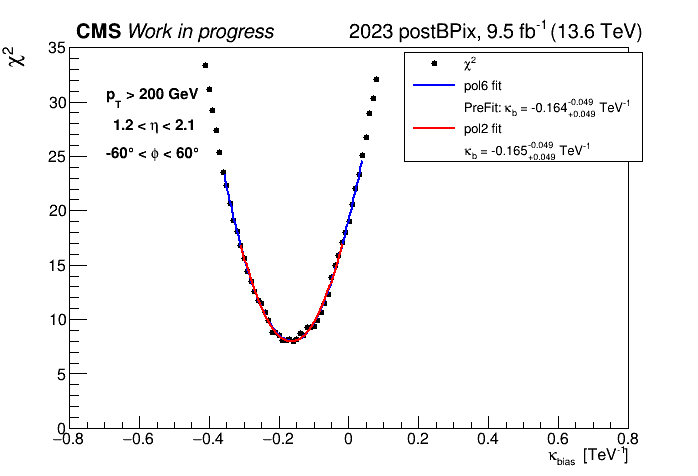 CMS Work in progress 2023 postBPix, 9.5 fb⁻¹ (13.6 TeV)
χ²
35
30
25
20
15
10
5
0
p_T > 200 GeV
1.2 < η < 2.1
-60° < ϕ < 60°
χ²
pol6 fit
PreFit: κ_b = -0.164 -0.049 +0.049 TeV⁻¹
pol2 fit
κ_b = -0.165 -0.049 +0.049 TeV⁻¹
−0.8 −0.6 −0.4 −0.2 0 0.2 0.4 0.6 0.8
κ_bias [TeV⁻¹]